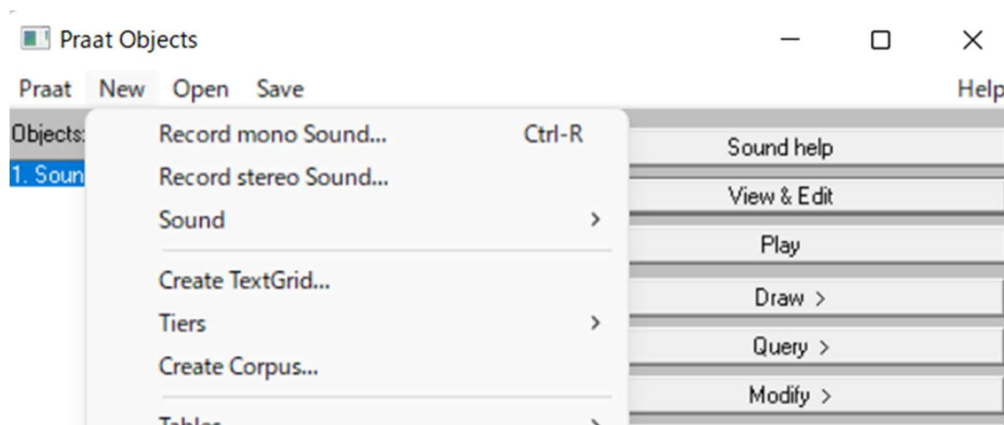 Praat Objects
Praat New Open Save Help
Objects:
1. Soun
Record mono Sound... Ctrl-R
Record stereo Sound...
Sound >
Create TextGrid...
Tiers >
Create Corpus...
Tables >
Sound help
View & Edit
Play
Draw >
Query >
Modify >